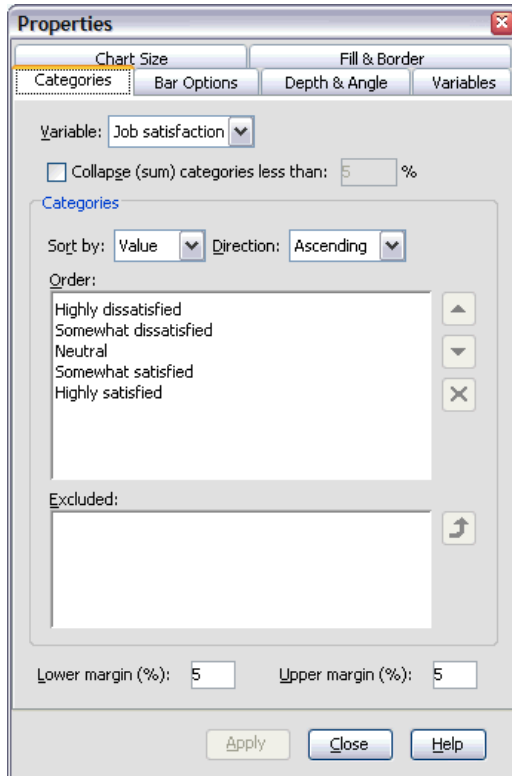 Properties
Chart Size Fill & Border
Categories Bar Options Depth & Angle Variables
Variable: Job satisfaction
Collapse (sum) categories less than: 5 %
Categories
Sort by: Value Direction: Ascending
Order:
Highly dissatisfied
Somewhat dissatisfied
Neutral
Somewhat satisfied
Highly satisfied
Excluded:
Lower margin (%): 5 Upper margin (%): 5
Apply Close Help